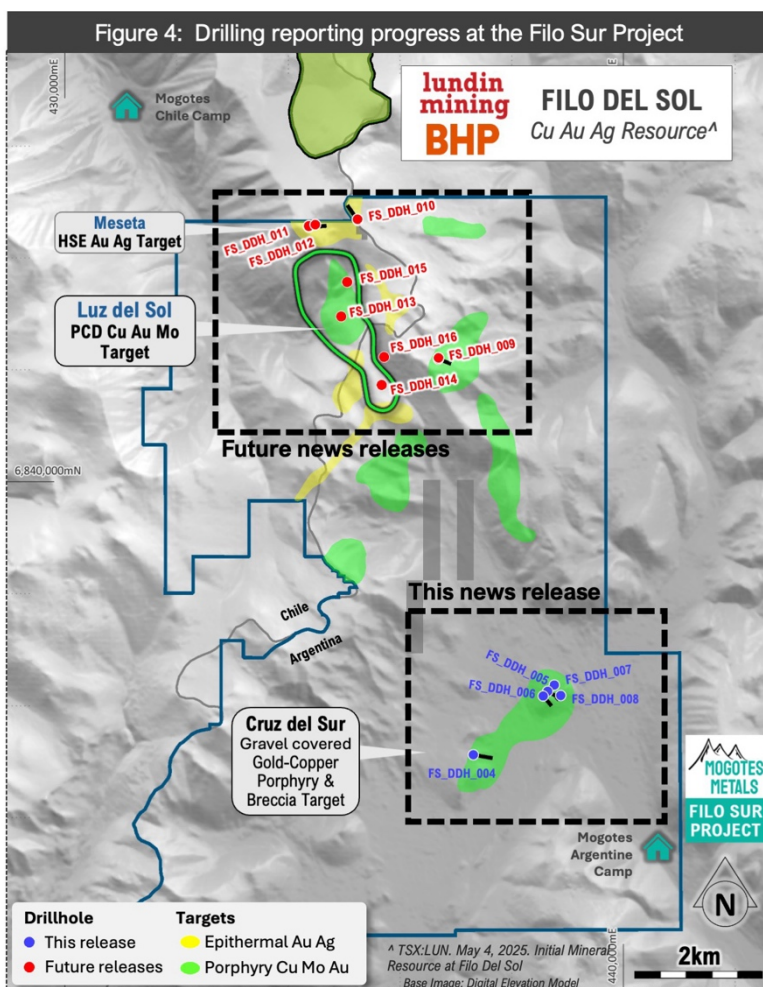 Figure 4: Drilling reporting progress at the Filo Sur Project
430,000mE
Mogotes
Chile Camp
lundin
mining
BHP
FILO DEL SOL
Cu Au Ag Resource^
Meseta
HSE Au Ag Target
FS_DDH_010
FS_DDH_011
FS_DDH_012
FS_DDH_015
Luz del Sol
PCD Cu Au Mo
Target
FS_DDH_013
FS_DDH_016
FS_DDH_009
FS_DDH_014
Future news releases
6,840,000mN
This news release
Chile
Argentina
FS_DDH_005
FS_DDH_007
FS_DDH_006
FS_DDH_008
Cruz del Sur
Gravel covered
Gold-Copper
Porphyry &
Breccia Target
FS_DDH_004
MOGOTES
METALS
FILO SUR
PROJECT
Mogotes
Argentine
Camp
N
Drillhole
This release
Future releases
Targets
Epithermal Au Ag
Porphyry Cu Mo Au
^ TSX:LUN. May 4, 2025. Initial Mineral
Resource at Filo Del Sol
Base Image: Digital Elevation Model
440,000mE
2km